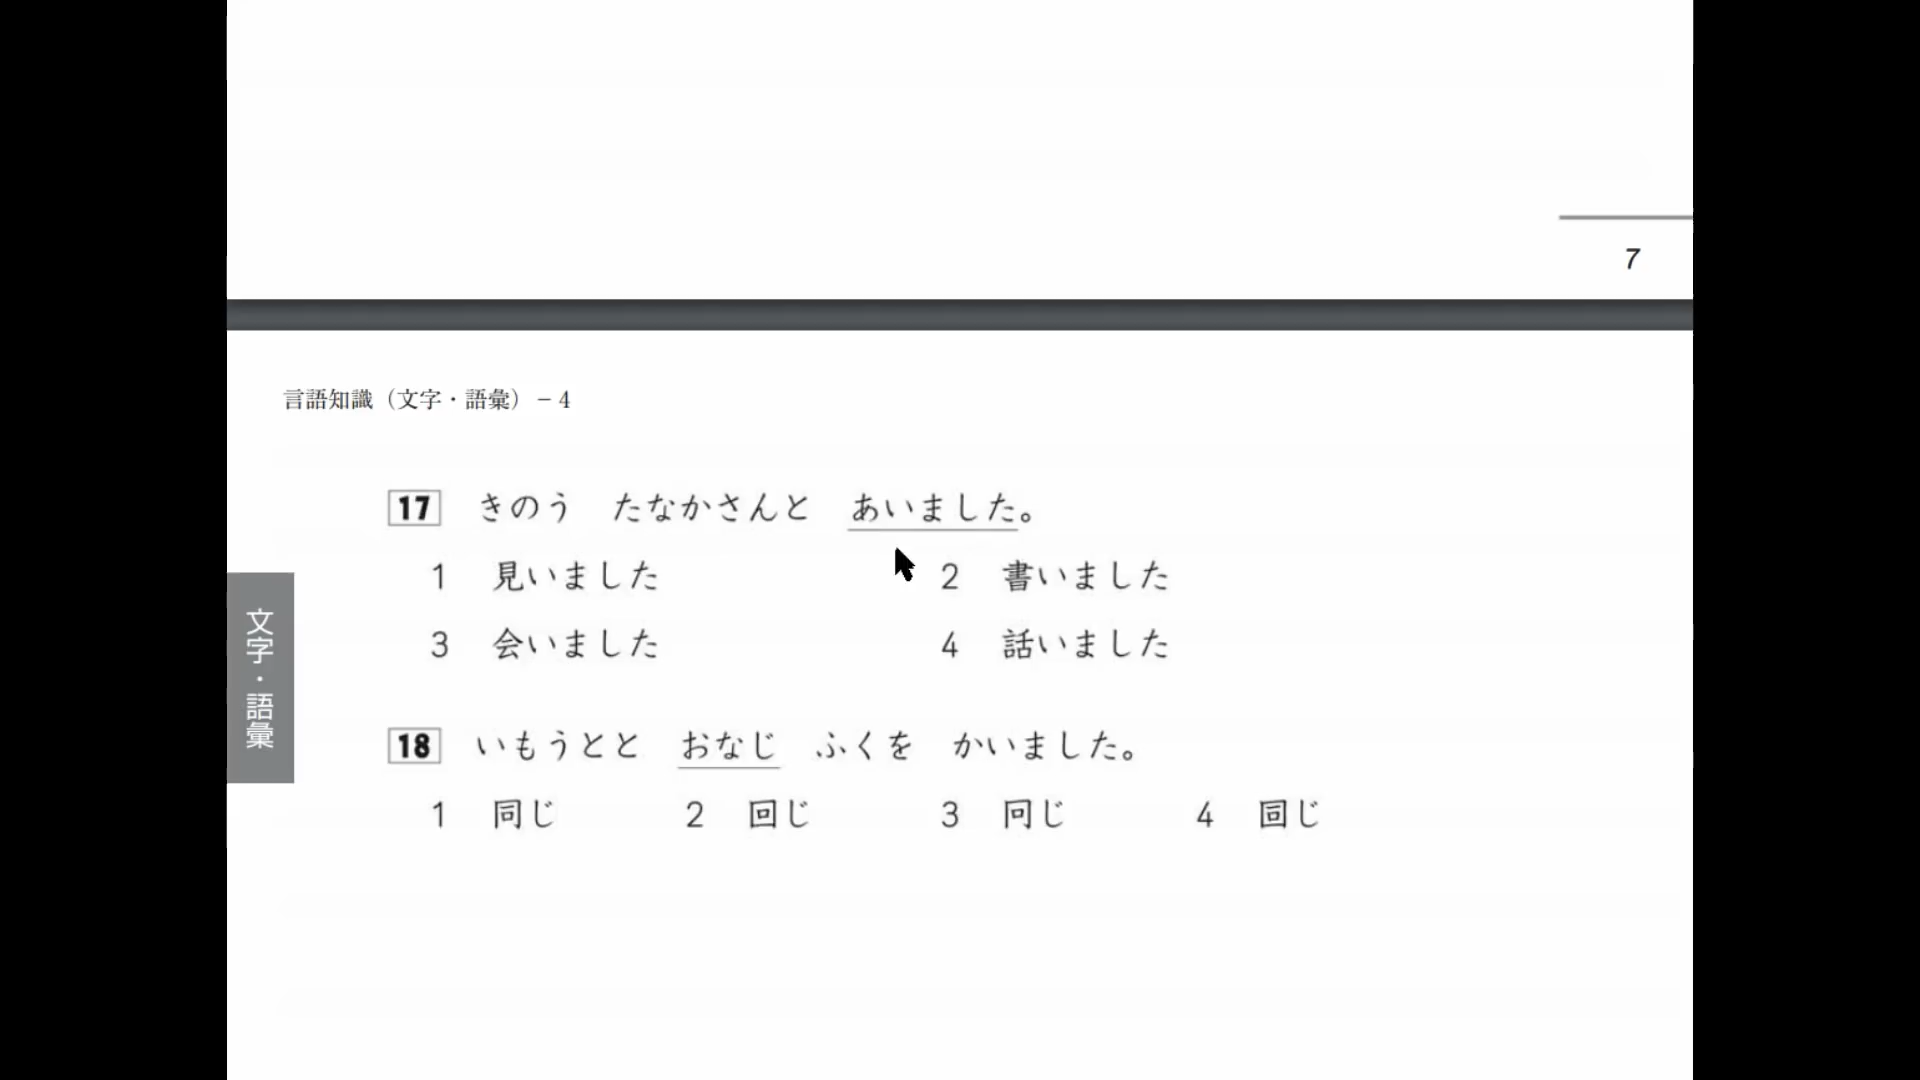 7
言語知識（文字・語彙）－4
17 きのう たなかさんと あいました。
1 見いました 2 書いました
3 会いました 4 話いました
文字・語彙
18 いもうとと おなじ ふくを かいました。
1 同じ 2 回じ 3 じ 4 じ